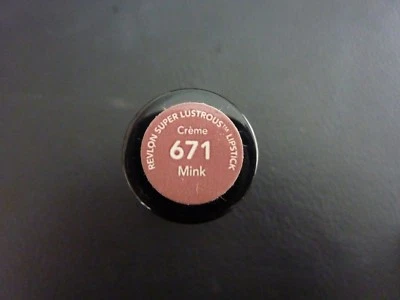 REVLON SUPER LUSTROUS™ LIPSTICK
Crème
671
Mink